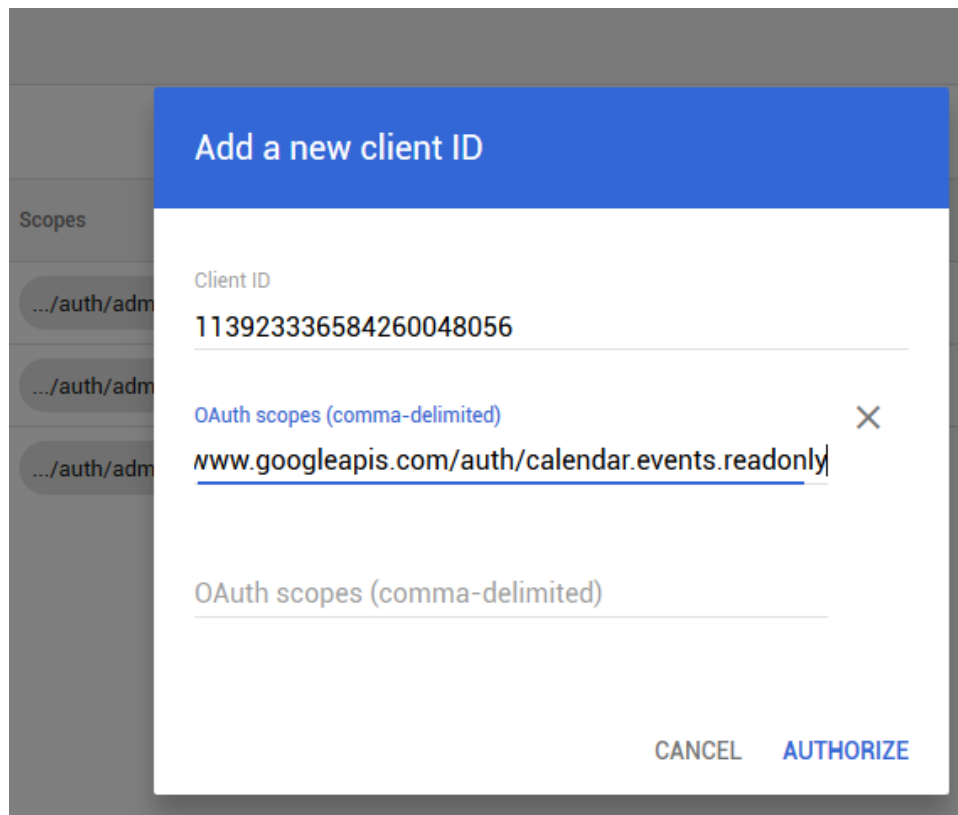 Add a new client ID
Scopes
Client ID
.../auth/adm
113923336584260048056
.../auth/adm
OAuth scopes (comma-delimited)
www.googleapis.com/auth/calendar.events.readonly
.../auth/adm
OAuth scopes (comma-delimited)
CANCEL AUTHORIZE